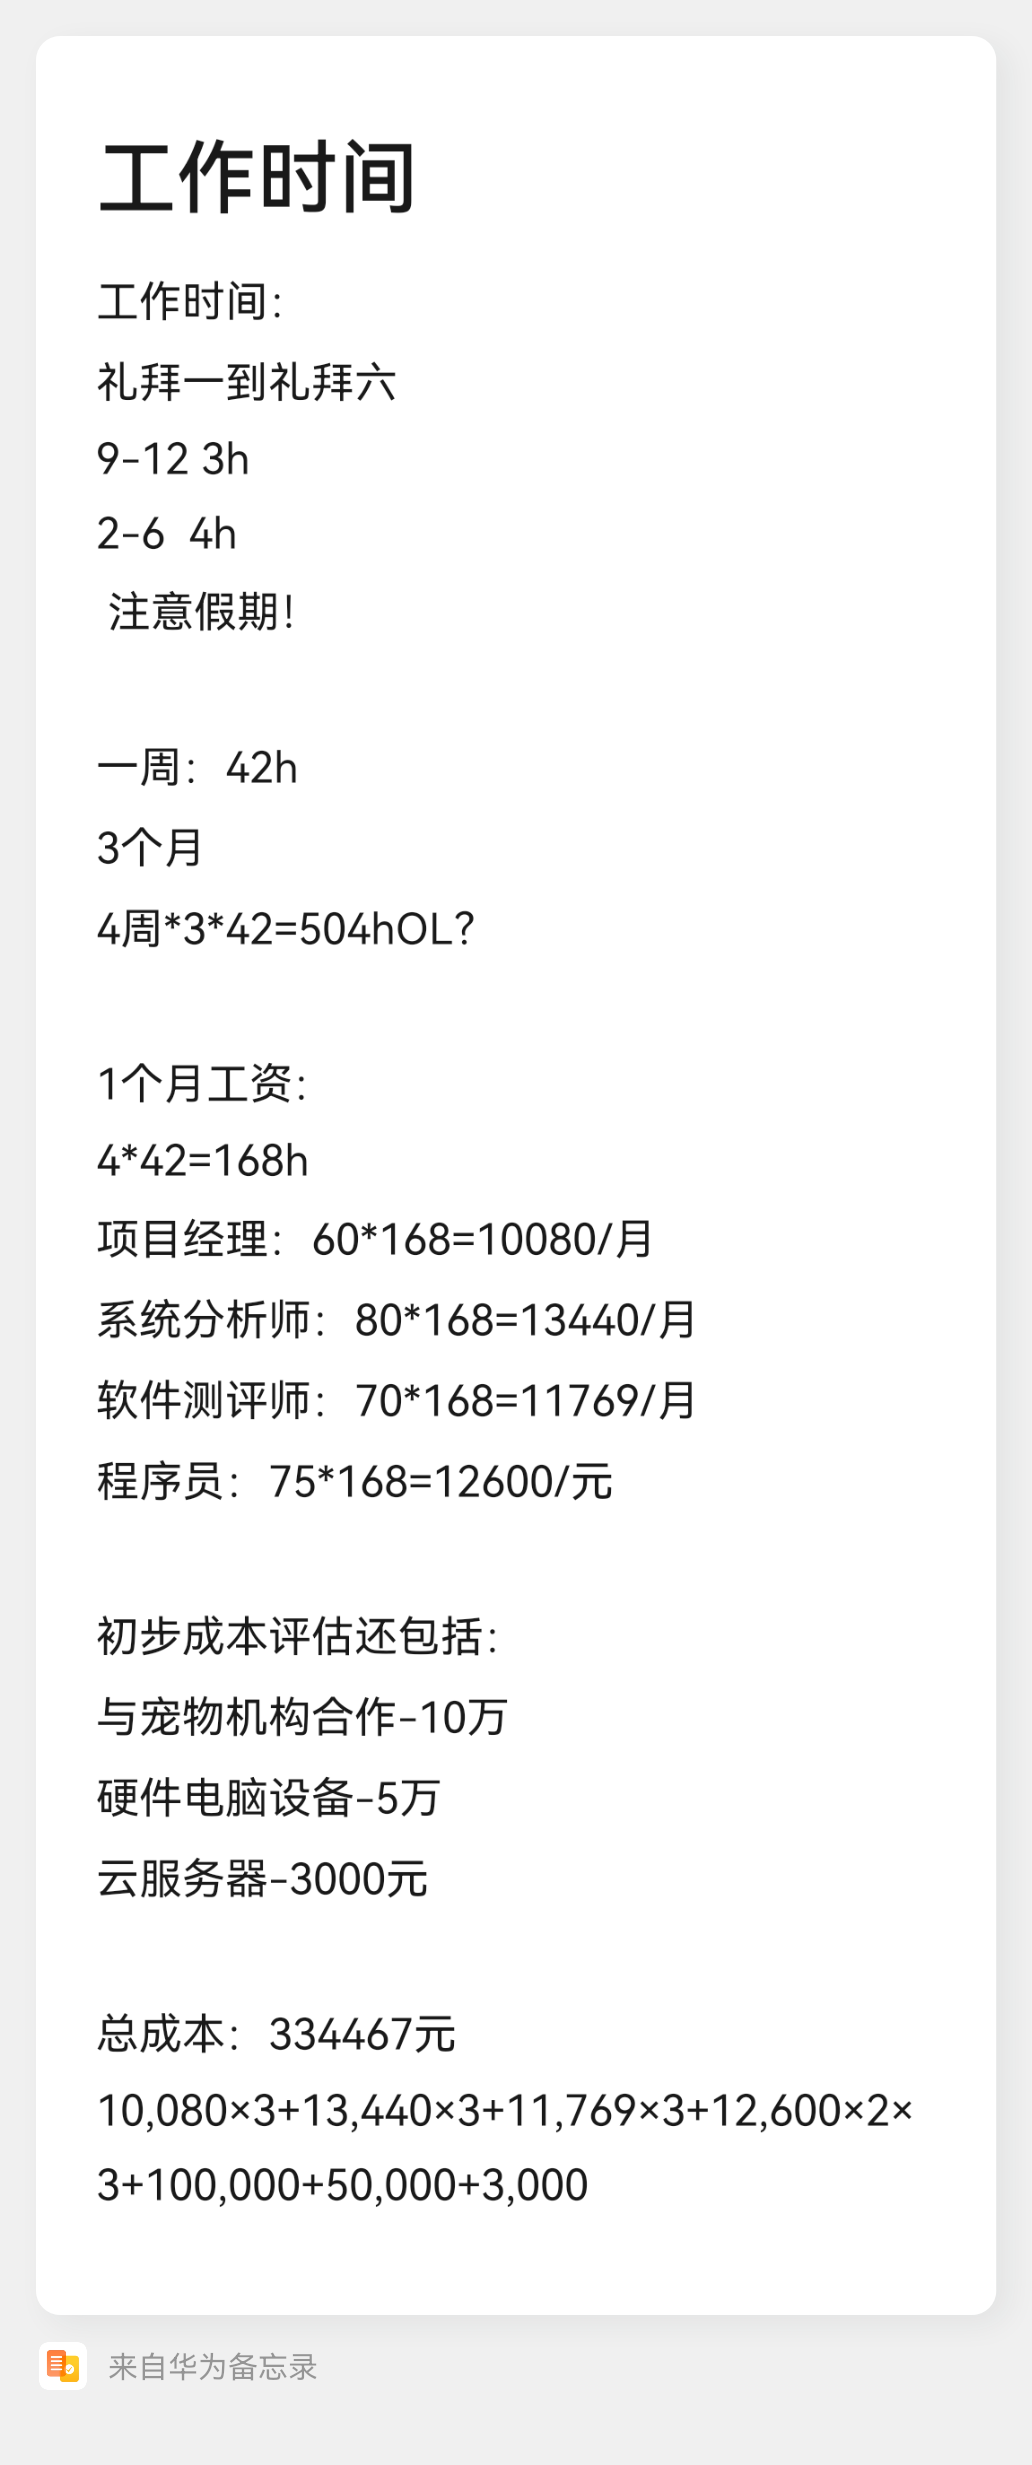 工作时间
工作时间：
礼拜一到礼拜六
9-12 3h
2-6  4h
注意假期！
一周：42h
3个月
4周*3*42=504hOL？
1个月工资：
4*42=168h
项目经理：60*168=10080/月
系统分析师：80*168=13440/月
软件测评师：70*168=11769/月
程序员：75*168=12600/元
初步成本评估还包括：
与宠物机构合作-10万
硬件电脑设备-5万
云服务器-3000元
总成本：334467元
10,080×3+13,440×3+11,769×3+12,600×2×
3+100,000+50,000+3,000
来自华为备忘录